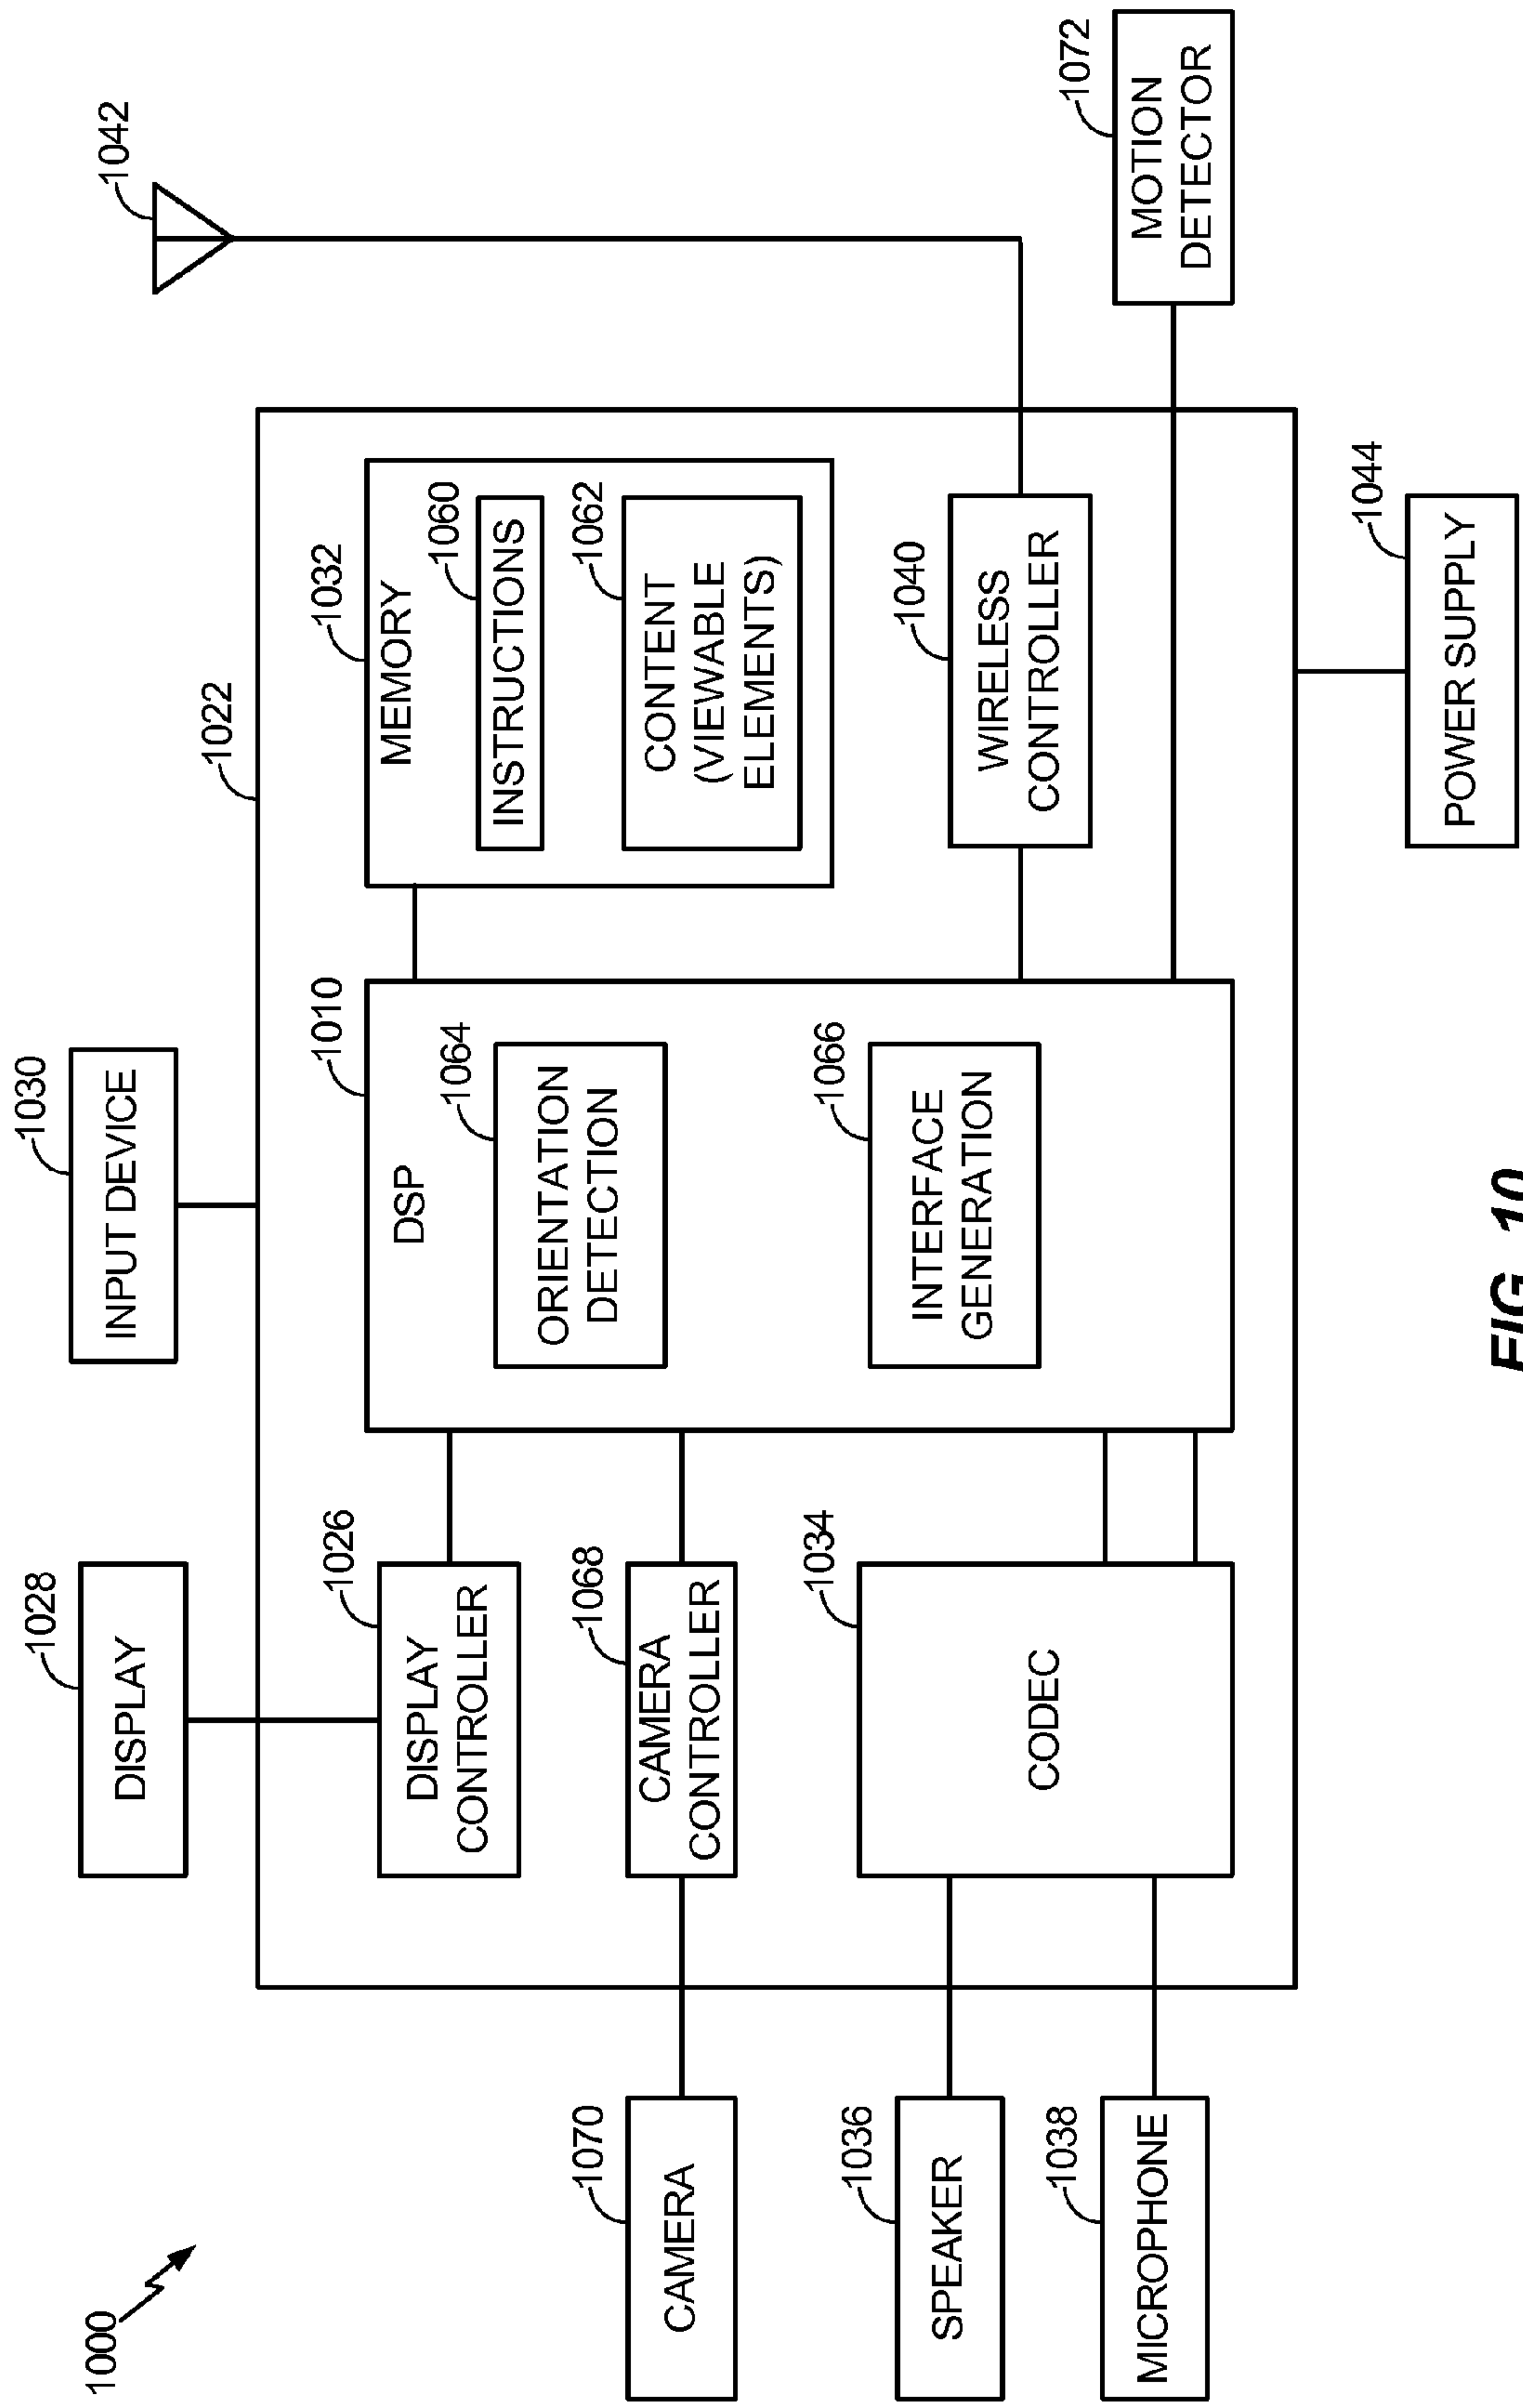 1000
1028
DISPLAY
1030
INPUT DEVICE
1042
1022
1026
DISPLAY
CONTROLLER
1010
DSP
1032
MEMORY
1064
ORIENTATION
DETECTION
1060
INSTRUCTIONS
1070
CAMERA
1068
CAMERA
CONTROLLER
1062
CONTENT
(VIEWABLE
ELEMENTS)
1036
SPEAKER
1034
CODEC
1066
INTERFACE
GENERATION
1040
WIRELESS
CONTROLLER
1038
MICROPHONE
1072
MOTION
DETECTOR
1044
POWER SUPPLY
FIG. 10